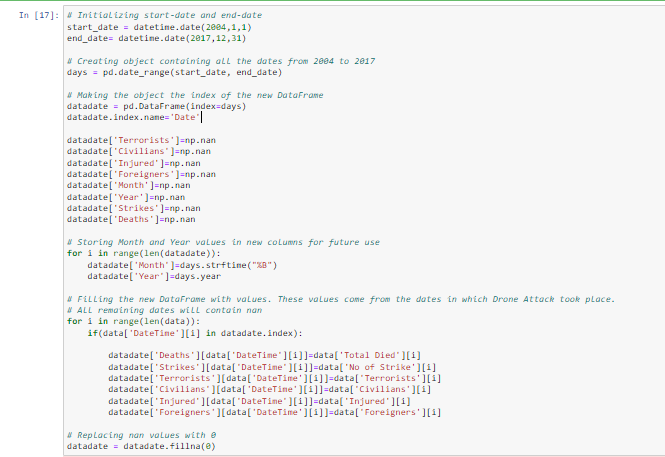 In [17]: # Initializing start-date and end-date
start_date = datetime.date(2004,1,1)
end_date= datetime.date(2017,12,31)
# Creating object containing all the dates from 2004 to 2017
days = pd.date_range(start_date, end_date)
# Making the object the index of the new DataFrame
datadate = pd.DataFrame(index=days)
datadate.index.name='Date'
datadate['Terrorists']=np.nan
datadate['Civilians']=np.nan
datadate['Injured']=np.nan
datadate['Foreigners']=np.nan
datadate['Month']=np.nan
datadate['Year']=np.nan
datadate['Strikes']=np.nan
datadate['Deaths']=np.nan
# Storing Month and Year values in new columns for future use
for i in range(len(datadate)):
    datadate['Month']=days.strftime("%B")
    datadate['Year']=days.year
# Filling the new DataFrame with values. These values come from the dates in which Drone Attack took place.
# All remaining dates will contain nan
for i in range(len(data)):
    if(data['DateTime'][i] in datadate.index):
        datadate['Deaths'][data['DateTime'][i]]=data['Total Died'][i]
        datadate['Strikes'][data['DateTime'][i]]=data['No of Strike'][i]
        datadate['Terrorists'][data['DateTime'][i]]=data['Terrorists'][i]
        datadate['Civilians'][data['DateTime'][i]]=data['Civilians'][i]
        datadate['Injured'][data['DateTime'][i]]=data['Injured'][i]
        datadate['Foreigners'][data['DateTime'][i]]=data['Foreigners'][i]
# Replacing nan values with 0
datadate = datadate.fillna(0)